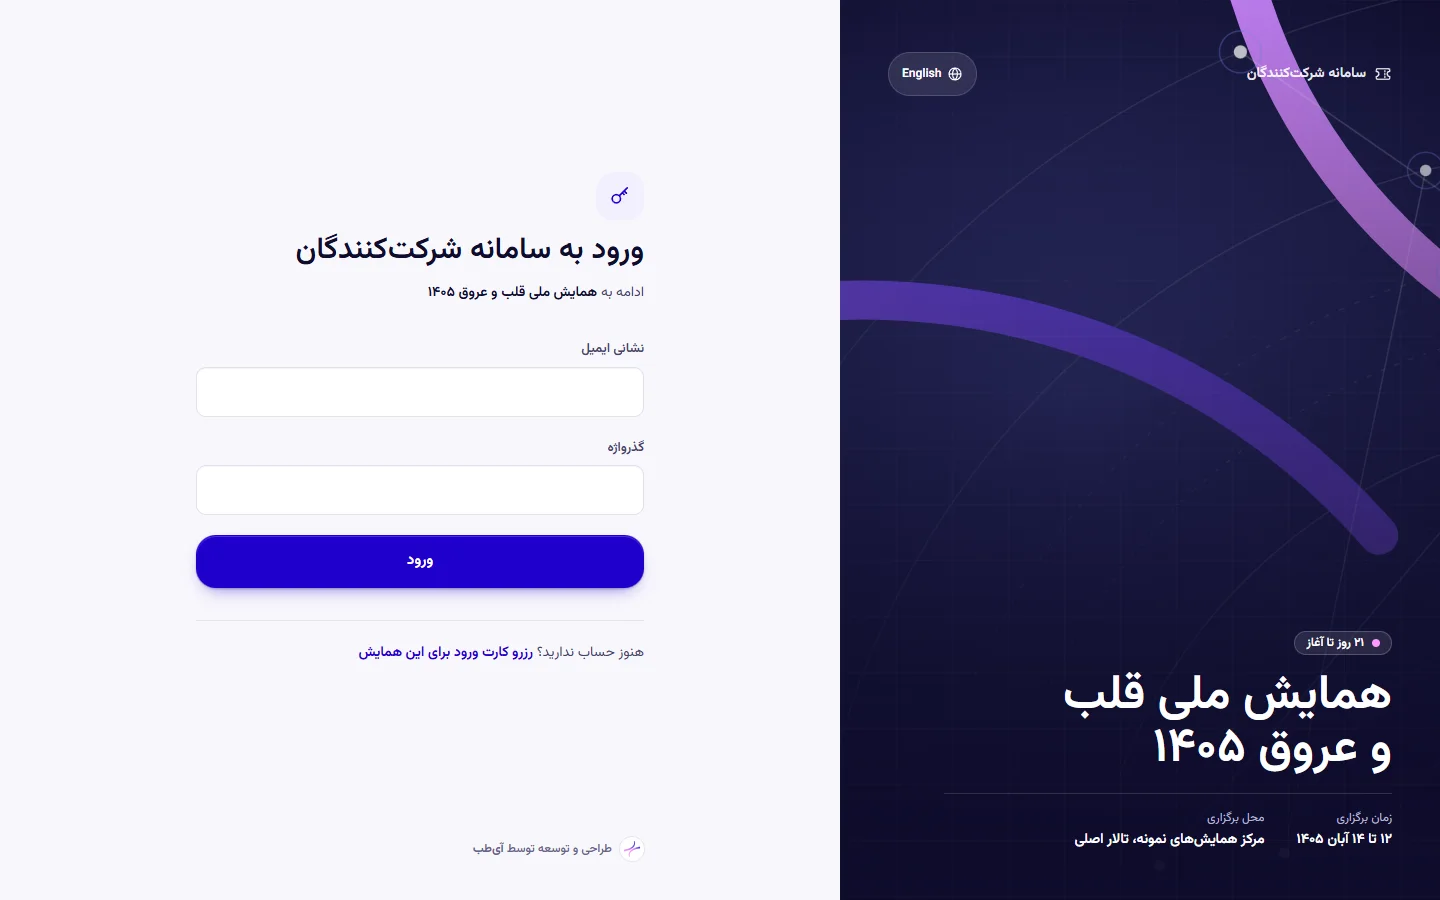 سامانه شرکت‌کنندگان
English
۲۱ روز تا آغاز
همایش ملی قلب
و عروق ۱۴۰۵
زمان برگزاری
۱۲ تا ۱۴ آبان ۱۴۰۵
محل برگزاری
مرکز همایش‌های نمونه، تالار اصلی
ورود به سامانه شرکت‌کنندگان
ادامه به همایش ملی قلب و عروق ۱۴۰۵
نشانی ایمیل
گذرواژه
ورود
هنوز حساب ندارید؟ رزرو کارت ورود برای این همایش
طراحی و توسعه توسط آی‌طب